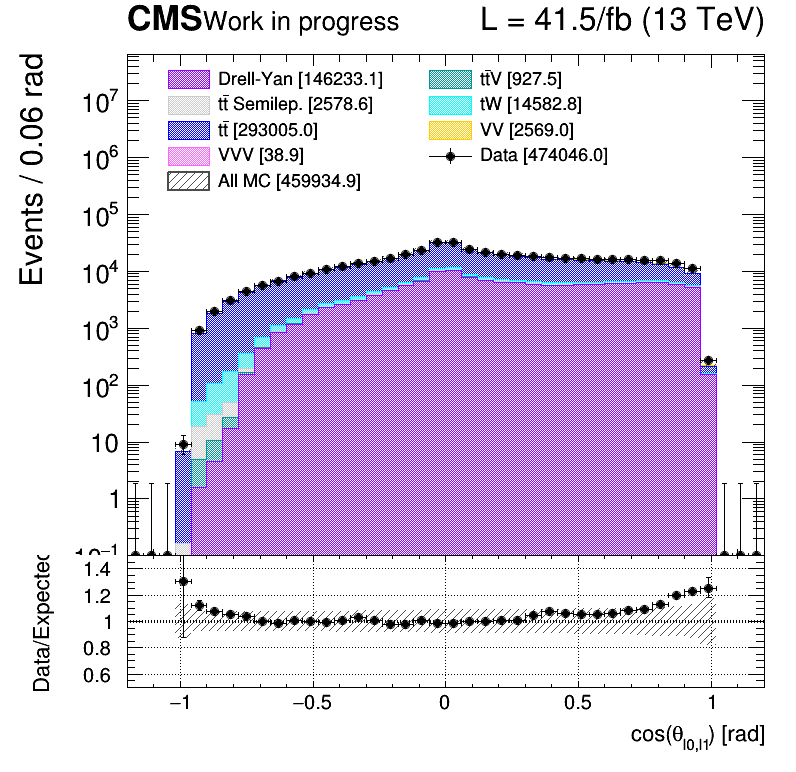 CMS Work in progress L = 41.5/fb (13 TeV)
Events / 0.06 rad
Drell-Yan [146233.1]
tt̄ Semilep. [2578.6]
tt̄ [293005.0]
VVV [38.9]
All MC [459934.9]
tt̄V [927.5]
tW [14582.8]
VV [2569.0]
Data [474046.0]
10⁷
10⁶
10⁵
10⁴
10³
10²
10
1
10⁻¹
Data/Expected
1.4
1.2
1
0.8
0.6
−1 −0.5 0 0.5 1
cos(θ_l0,l1) [rad]